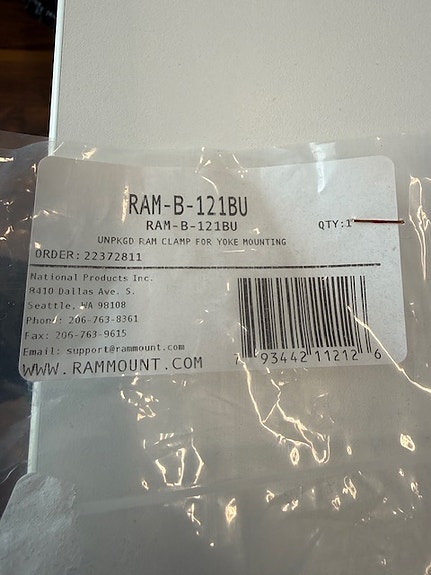 RAM-B-121BU
RAM-B-121BU
QTY:1
UNPKGD RAM CLAMP FOR YOKE MOUNTING
ORDER: 22372811
National Products Inc.
9410 Dallas Ave. S.
Seattle, WA 98108
Phone: 206-763-8361
Fax: 206-763-9615
Email: support@rammount.com
WWW.RAMMOUNT.COM
7 93442 11212 6